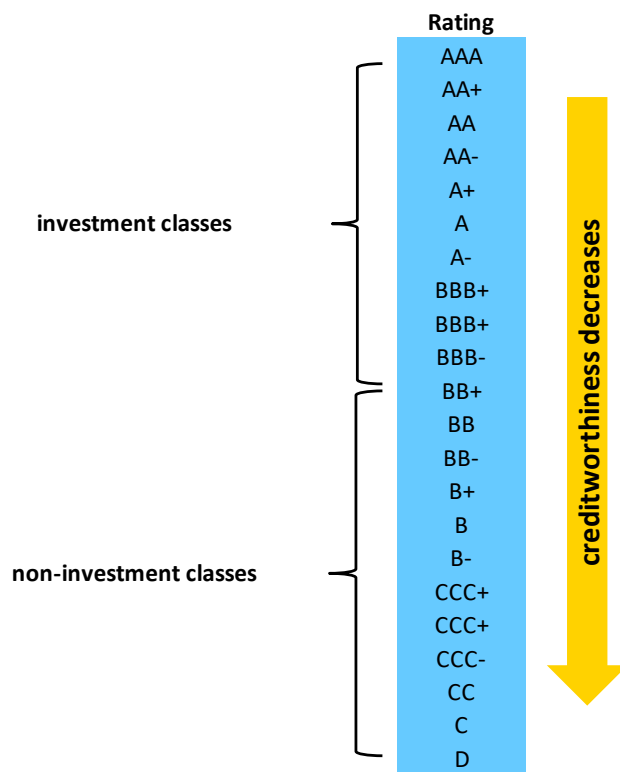 Rating
AAA
AA+
AA
AA-
A+
investment classes
A
A-
BBB+
BBB+
BBB-
BB+
BB
BB-
B+
B
B-
non-investment classes
CCC+
CCC+
CCC-
CC
C
D
creditworthiness decreases